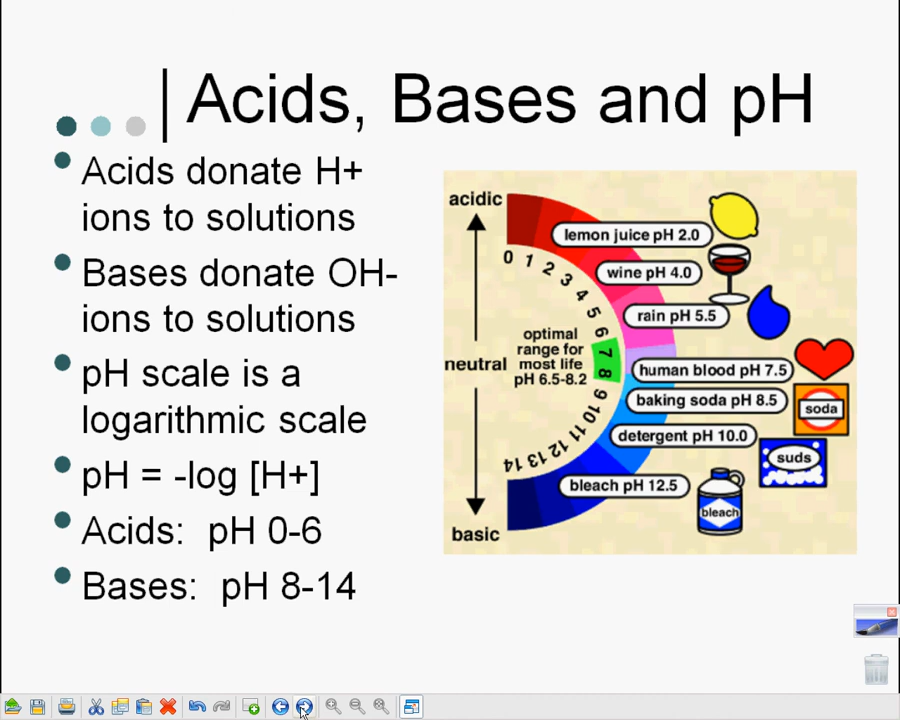 Acids, Bases and pH
Acids donate H+
ions to solutions
Bases donate OH-
ions to solutions
pH scale is a
logarithmic scale
pH = -log [H+]
Acids:  pH 0-6
Bases:  pH 8-14
acidic
neutral
basic
0
1
2
3
4
5
6
7
8
9
10
11
12
13
14
optimal
range for
most life
pH 6.5-8.2
lemon juice pH 2.0
wine pH 4.0
rain pH 5.5
human blood pH 7.5
baking soda pH 8.5
soda
detergent pH 10.0
suds
bleach pH 12.5
bleach